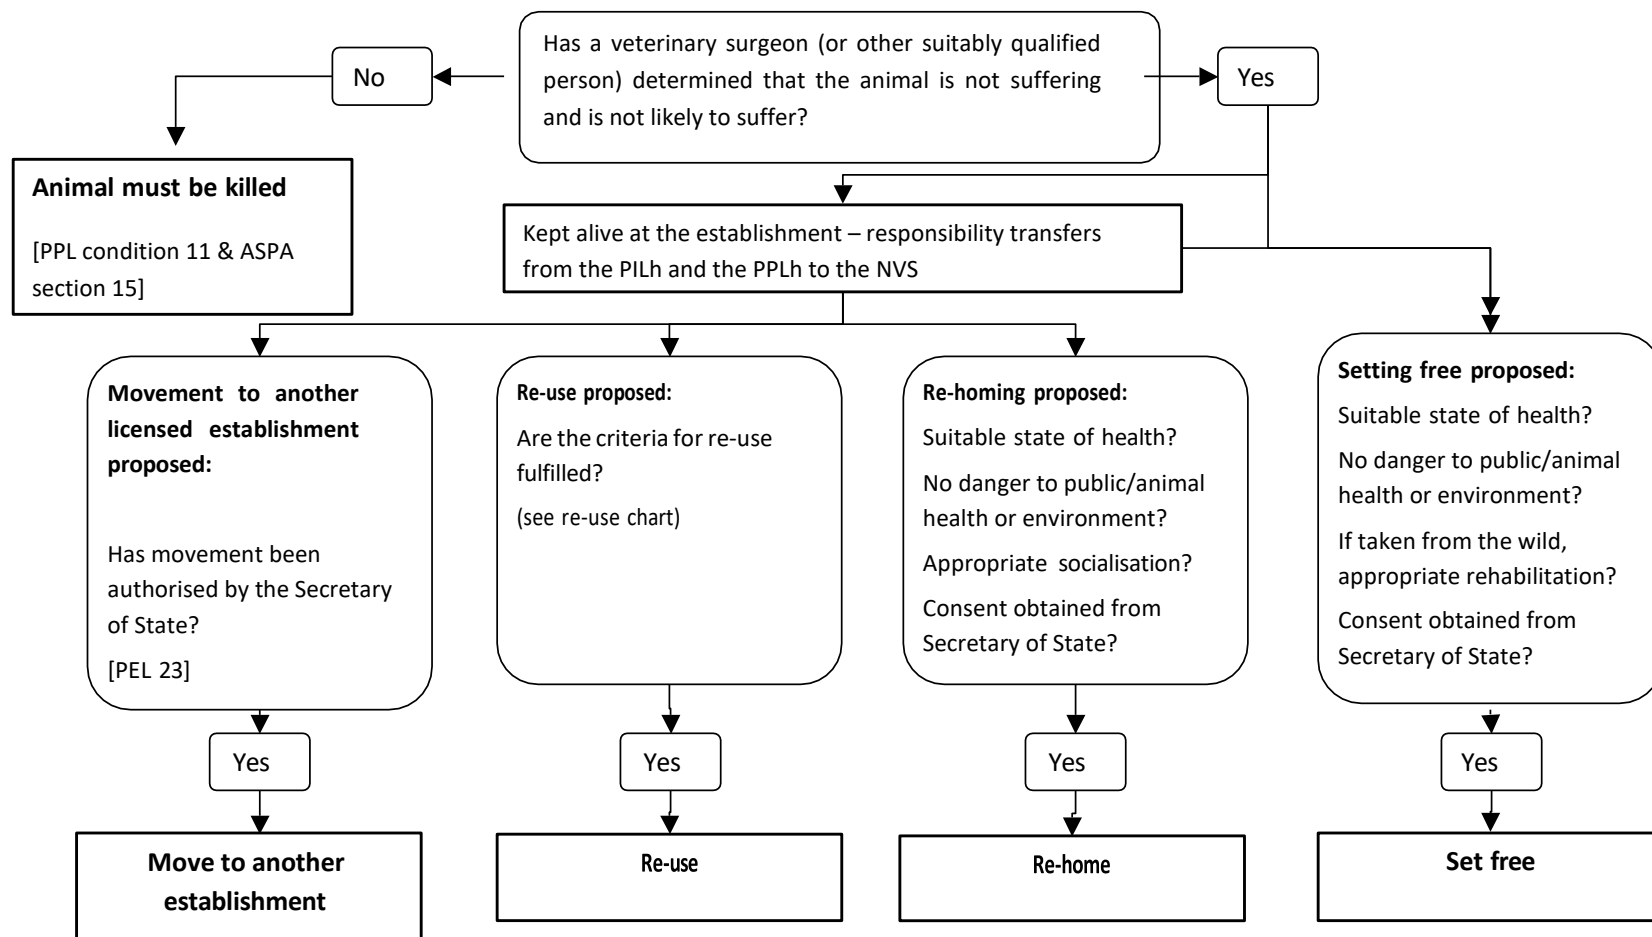 Has a veterinary surgeon (or other suitably qualified
person) determined that the animal is not suffering
and is not likely to suffer?
No
Yes
Animal must be killed
[PPL condition 11 & ASPA
section 15]
Kept alive at the establishment – responsibility transfers
from the PILh and the PPLh to the NVS
Movement to another
licensed establishment
proposed:
Has movement been
authorised by the Secretary
of State?
[PEL 23]
Re-use proposed:
Are the criteria for re-use
fulfilled?
(see re-use chart)
Re-homing proposed:
Suitable state of health?
No danger to public/animal
health or environment?
Appropriate socialisation?
Consent obtained from
Secretary of State?
Setting free proposed:
Suitable state of health?
No danger to public/animal
health or environment?
If taken from the wild,
appropriate rehabilitation?
Consent obtained from
Secretary of State?
Yes
Yes
Yes
Yes
Move to another
establishment
Re-use
Re-home
Set free